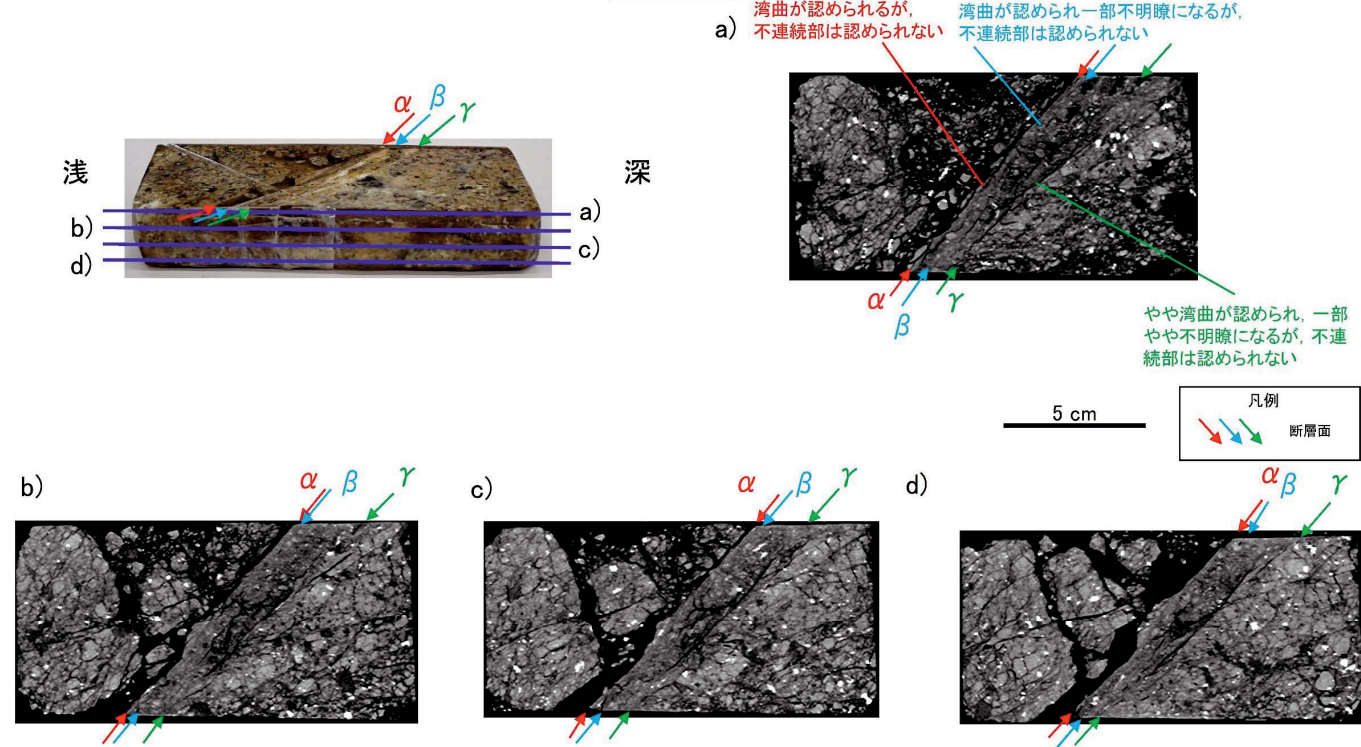 湾曲が認められるが,
不連続部は認められない
湾曲が認められ一部不明瞭になるが,
不連続部は認められない
a)
α
β
γ
浅
深
a)
b)
c)
d)
α
β
γ
やや湾曲が認められ, 一部
やや不明瞭になるが, 不連
続部は認められない
5 cm
凡例
断層面
b)
α
β
γ
c)
α
β
γ
d)
α
β
γ